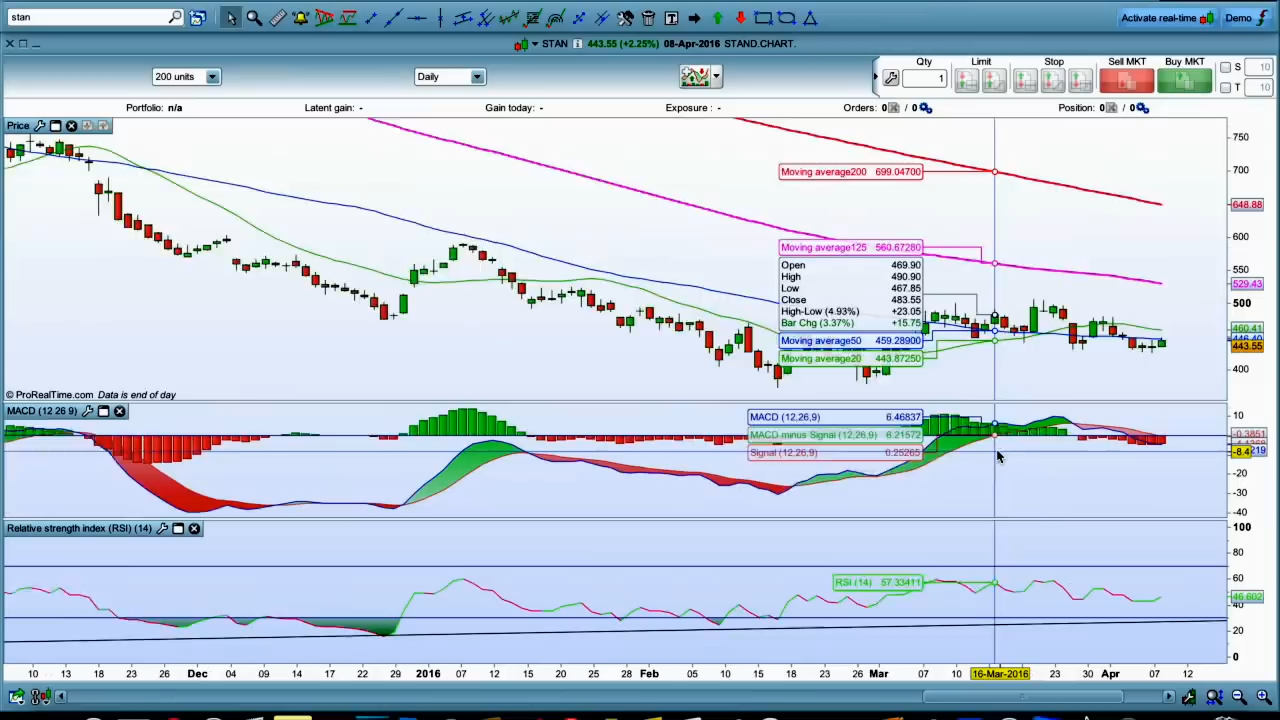 stan
Activate real-time
Demo
STAN 443.55 (+2.25%) 08-Apr-2016 STAND.CHART.
200 units
Daily
Qty
Limit
Stop
Sell MKT
Buy MKT
1
S 10
T 10
Portfolio: n/a
Latent gain: -
Gain today: -
Exposure : -
Orders: 0 / 0
Position: 0 / 0
Price
750
700
Moving average200 699.04700
648.88
600
Moving average125 560.67280
550
529.43
Open 469.90
High 490.90
Low 467.85
Close 483.55
High-Low (4.93%) +23.05
Bar Chg (3.37%) +15.75
500
Moving average50 459.28900
460.41
443.55
Moving average20 443.87250
400
© ProRealTime.com Data is end of day
MACD (12 26 9)
10
MACD (12,26,9) 6.46837
MACD minus Signal (12,26,9) 6.21572
-0.3851
Signal (12,26,9) 0.25265
-8.4
-20
-30
-40
Relative strength index (RSI) (14)
100
80
60
RSI (14) 57.33411
46.602
40
20
0
10 13 18 23 Dec 04 09 14 17 22 29 2016 07 12 15 20 25 28 Feb 05 10 15 18 23 26 Mar 07 10 16-Mar-2016 23 30 Apr 07 12